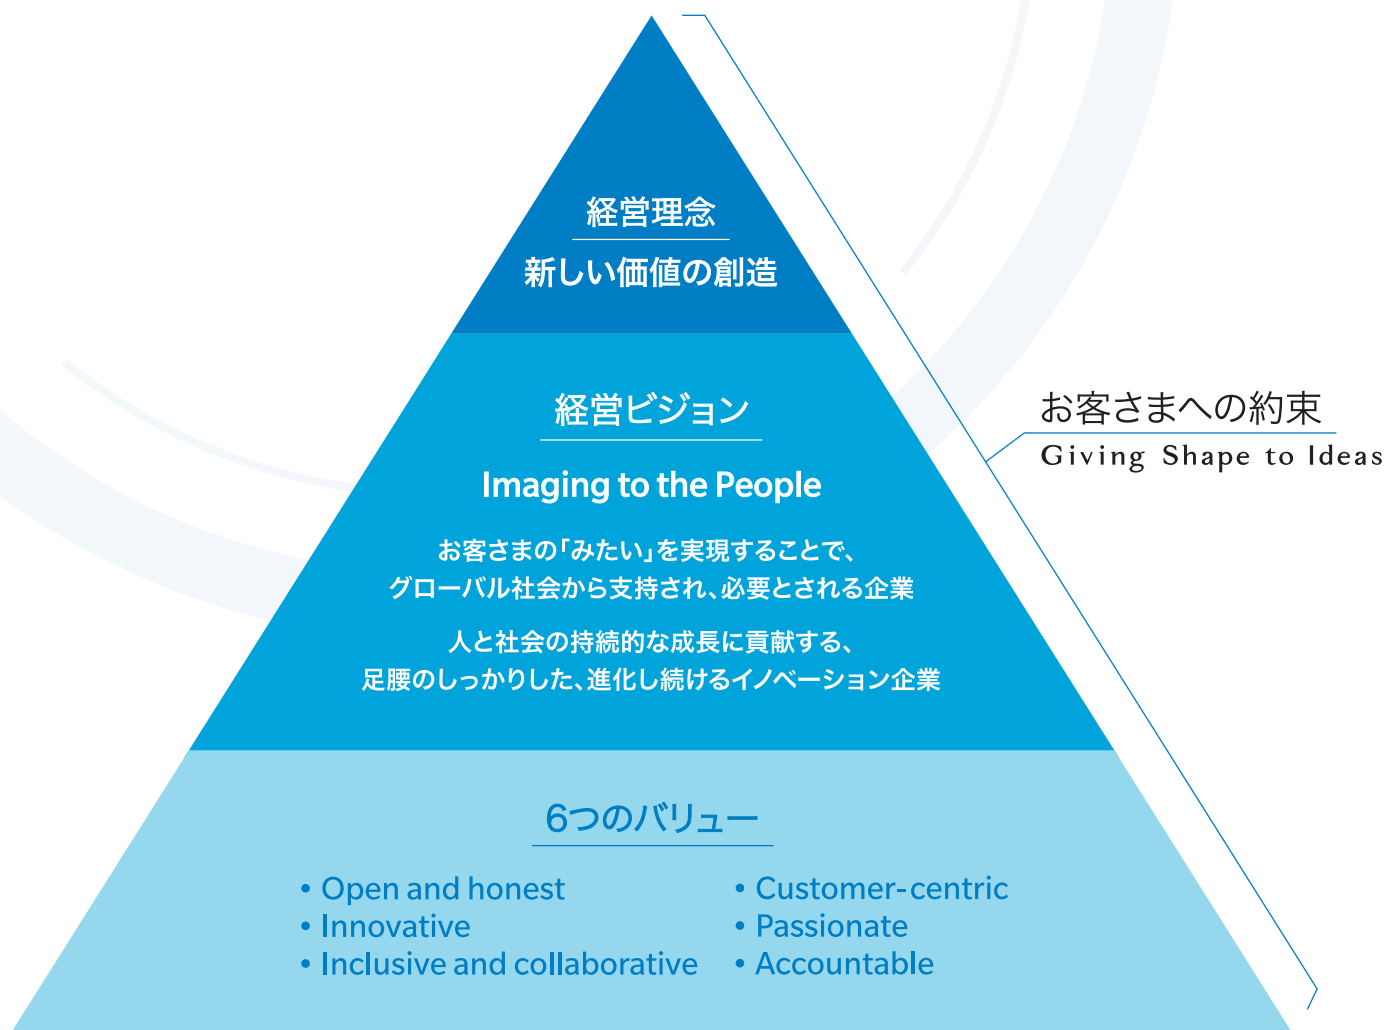 経営理念
新しい価値の創造
経営ビジョン
Imaging to the People
お客さまの「みたい」を実現することで、
グローバル社会から支持され、必要とされる企業
人と社会の持続的な成長に貢献する、
足腰のしっかりした、進化し続けるイノベーション企業
お客さまへの約束
Giving Shape to Ideas
6つのバリュー
• Open and honest
• Innovative
• Inclusive and collaborative
• Customer-centric
• Passionate
• Accountable